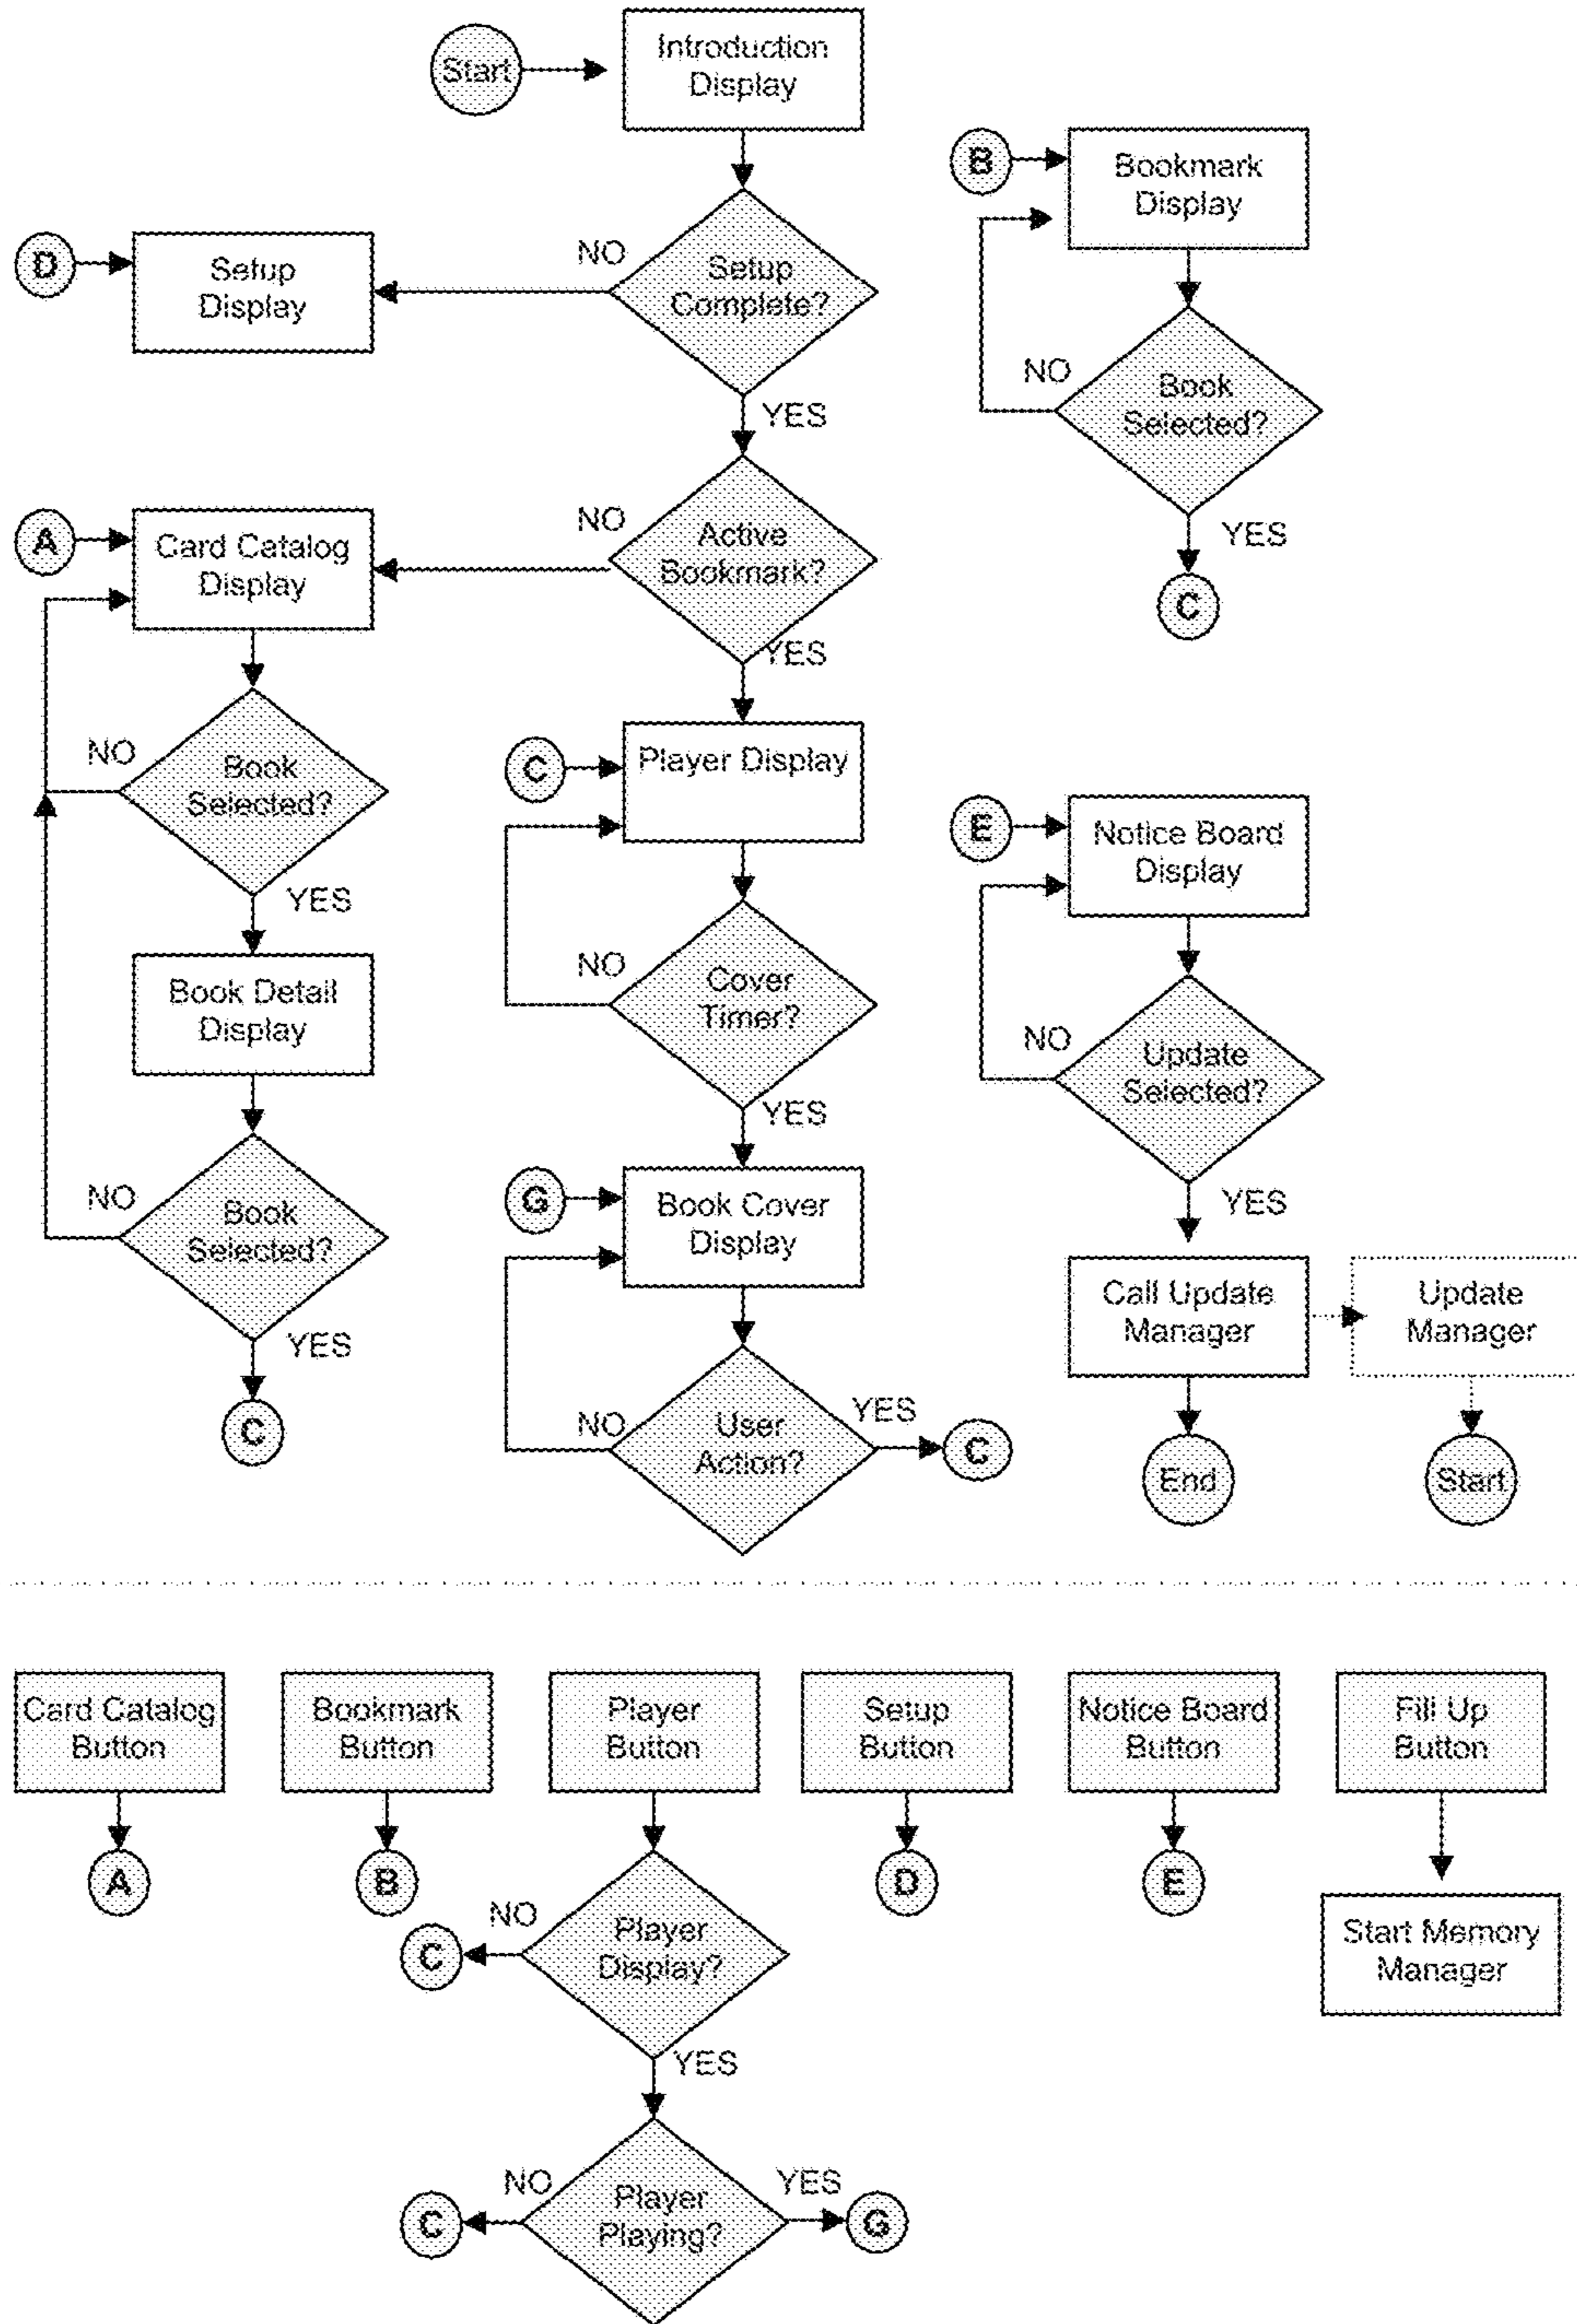 Start
Introduction
Display
B
Bookmark
Display
D
Setup
Display
NO
Setup
Complete?
YES
NO
Book
Selected?
YES
C
A
Card Catalog
Display
NO
Active
Bookmark?
YES
NO
Book
Selected?
YES
Book Detail
Display
NO
Book
Selected?
YES
C
C
Player Display
NO
Cover
Timer?
YES
G
Book Cover
Display
NO
User
Action?
YES
C
E
Notice Board
Display
NO
Update
Selected?
YES
Call Update
Manager
Update
Manager
End
Start
Card Catalog
Button
A
Bookmark
Button
B
Player
Button
NO
C
Player
Display?
YES
NO
C
Player
Playing?
YES
G
Setup
Button
D
Notice Board
Button
E
Fill Up
Button
Start Memory
Manager